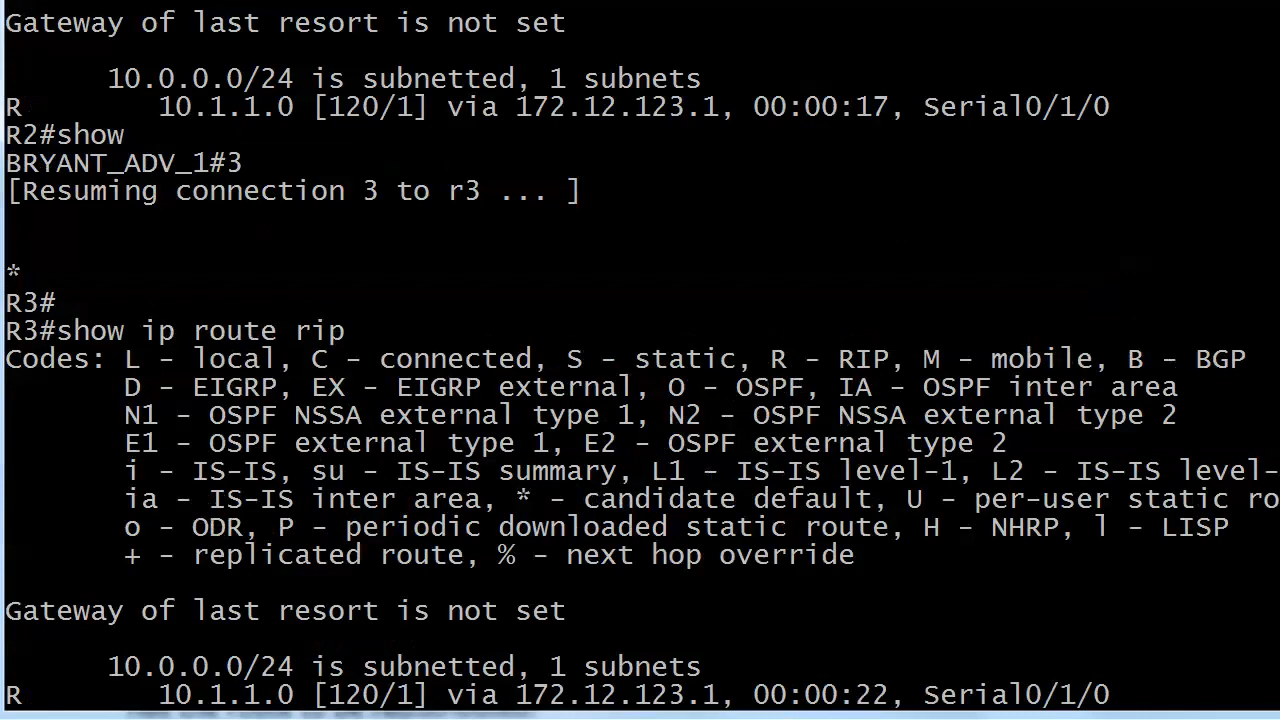 Gateway of last resort is not set
10.0.0.0/24 is subnetted, 1 subnets
R 10.1.1.0 [120/1] via 172.12.123.1, 00:00:17, Serial0/1/0
R2#show
BRYANT_ADV_1#3
[Resuming connection 3 to r3 ... ]
*
R3#
R3#show ip route rip
Codes: L - local, C - connected, S - static, R - RIP, M - mobile, B - BGP
D - EIGRP, EX - EIGRP external, O - OSPF, IA - OSPF inter area
N1 - OSPF NSSA external type 1, N2 - OSPF NSSA external type 2
E1 - OSPF external type 1, E2 - OSPF external type 2
i - IS-IS, su - IS-IS summary, L1 - IS-IS level-1, L2 - IS-IS level-
ia - IS-IS inter area, * - candidate default, U - per-user static ro
o - ODR, P - periodic downloaded static route, H - NHRP, l - LISP
+ - replicated route, % - next hop override
Gateway of last resort is not set
10.0.0.0/24 is subnetted, 1 subnets
R 10.1.1.0 [120/1] via 172.12.123.1, 00:00:22, Serial0/1/0